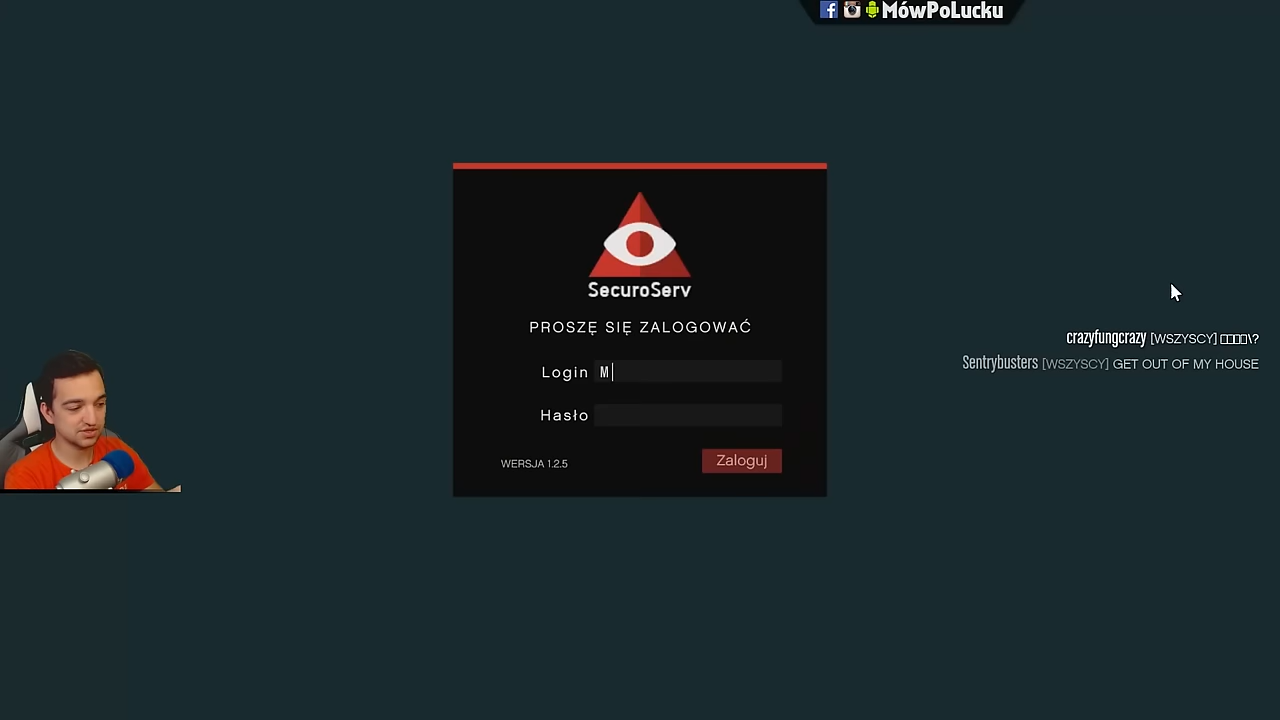 MówPoLucku
SecuroServ
PROSZĘ SIĘ ZALOGOWAĆ
Login M
Hasło
WERSJA 1.2.5
Zaloguj
crazyfungcrazy [WSZYSCY] □□□□\?
Sentrybusters [WSZYSCY] GET OUT OF MY HOUSE